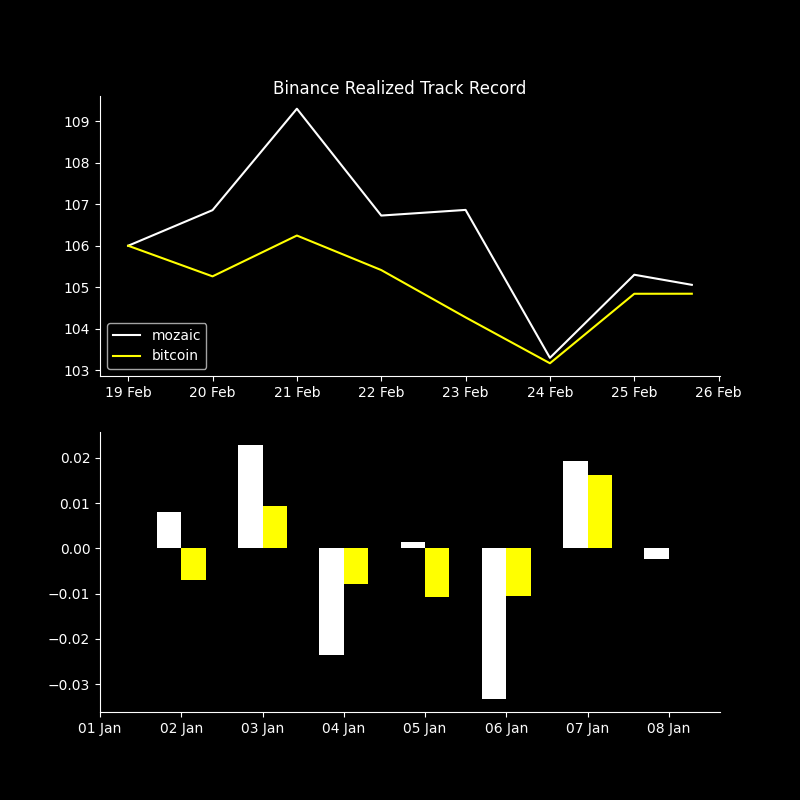 Binance Realized Track Record
109
108
107
106
105
104
103
mozaic
bitcoin
19 Feb 20 Feb 21 Feb 22 Feb 23 Feb 24 Feb 25 Feb 26 Feb
0.02
0.01
0.00
−0.01
−0.02
−0.03
01 Jan 02 Jan 03 Jan 04 Jan 05 Jan 06 Jan 07 Jan 08 Jan